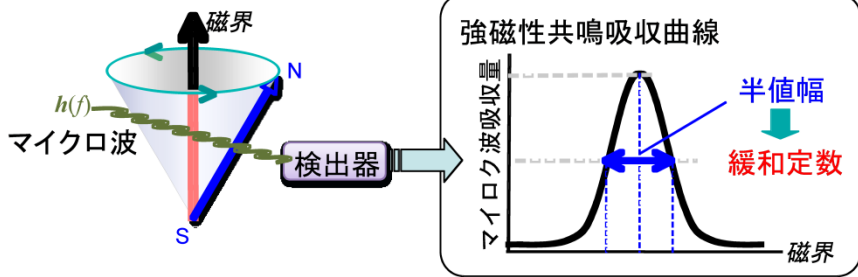 磁界
N
h(f)
マイクロ波
検出器
S
強磁性共鳴吸収曲線
マイロク波吸収量
半値幅
緩和定数
磁界